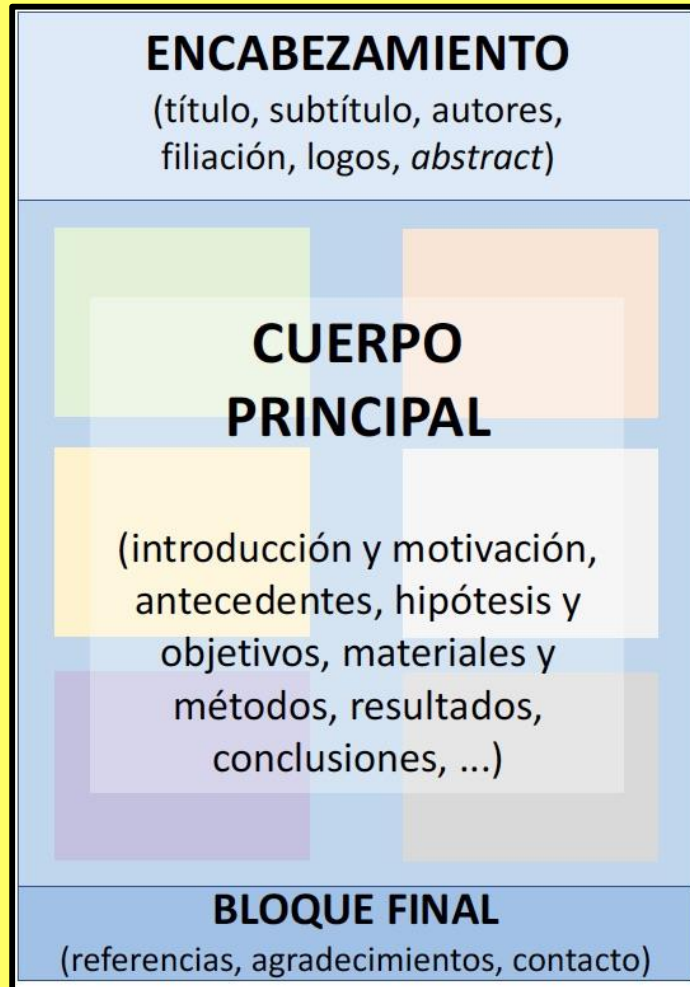 ENCABEZAMIENTO
(título, subtítulo, autores,
filiación, logos, abstract)
CUERPO
PRINCIPAL
(introducción y motivación,
antecedentes, hipótesis y
objetivos, materiales y
métodos, resultados,
conclusiones, ...)
BLOQUE FINAL
(referencias, agradecimientos, contacto)